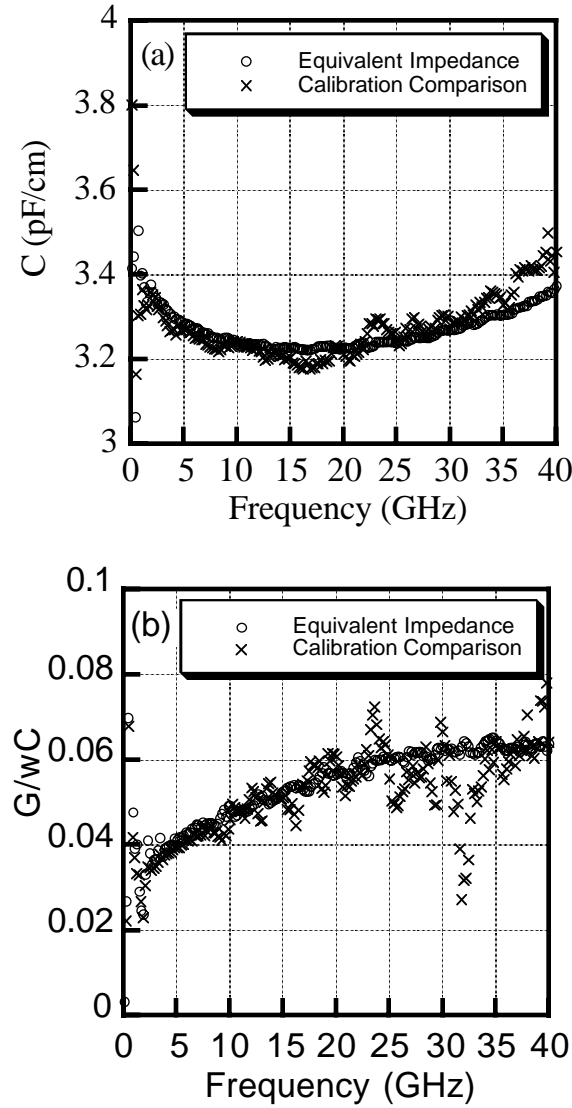 4
(a)
Equivalent Impedance
Calibration Comparison
3.8
3.6
C (pF/cm)
3.4
3.2
3
0 5 10 15 20 25 30 35 40
Frequency (GHz)
0.1
(b)
Equivalent Impedance
Calibration Comparison
0.08
0.06
G/wC
0.04
0.02
0
0 5 10 15 20 25 30 35 40
Frequency (GHz)